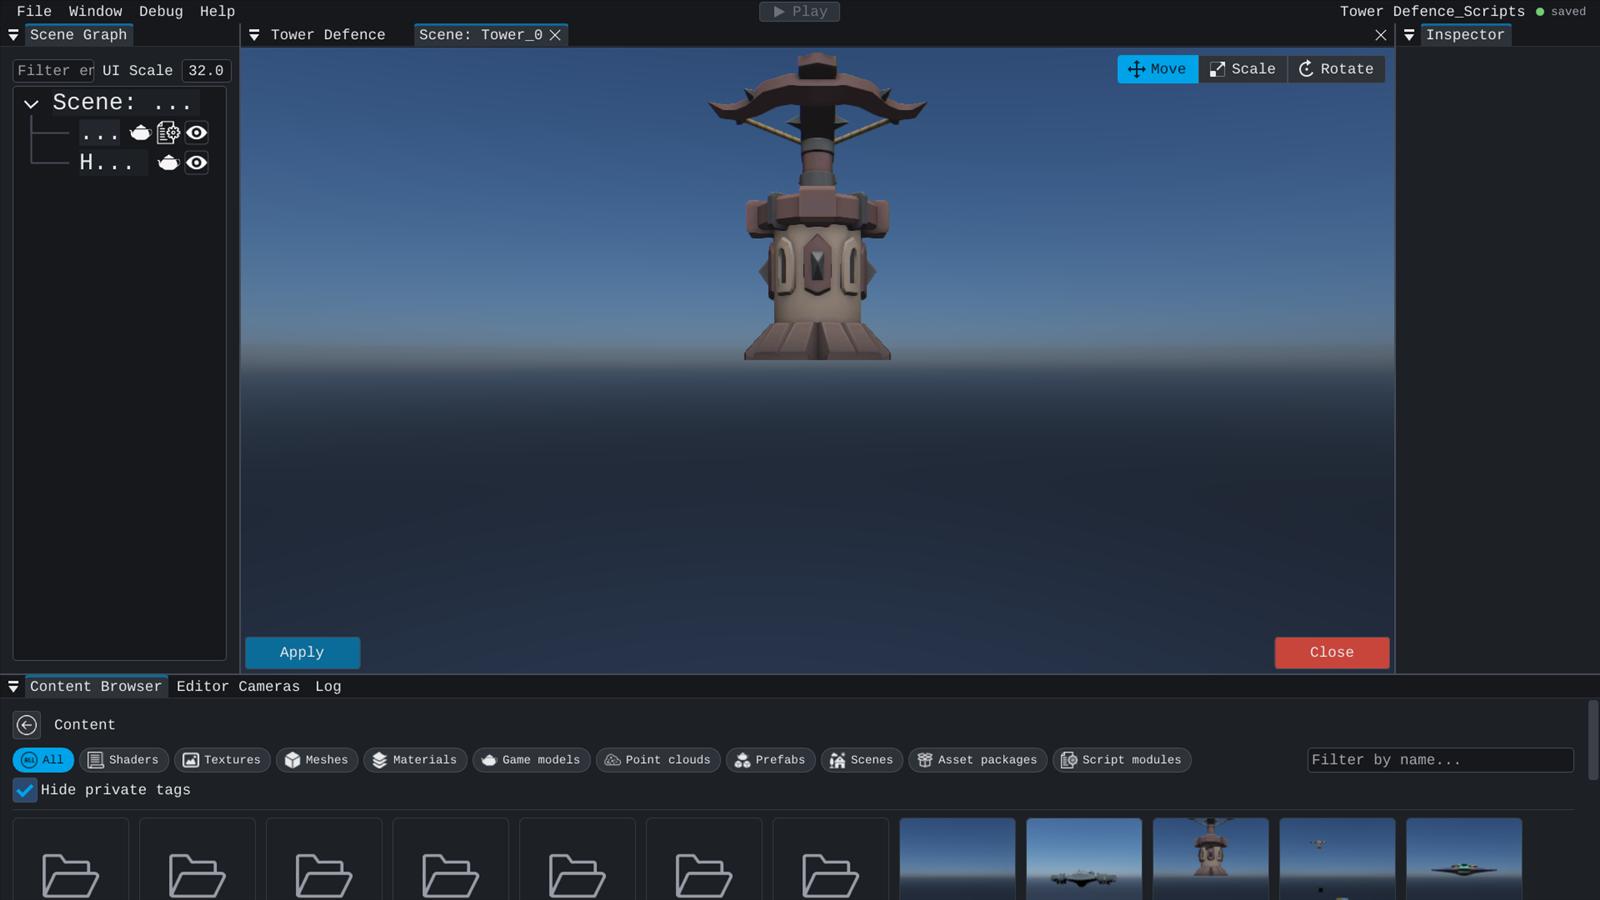 File Window Debug Help
Play
Tower Defence_Scripts saved
Scene Graph
Tower Defence
Scene: Tower_0
Inspector
Filter er UI Scale 32.0
Move Scale Rotate
Scene: ...
...
H...
Apply
Close
Content Browser Editor Cameras Log
Content
ALL All Shaders Textures Meshes Materials Game models Point clouds Prefabs Scenes Asset packages Script modules
Filter by name...
Hide private tags